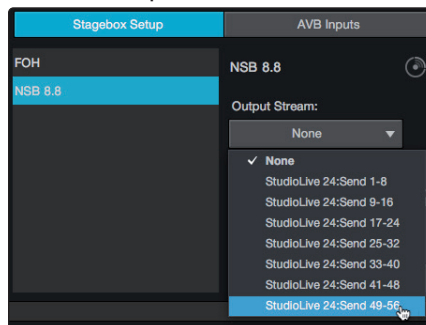 Stagebox Setup
AVB Inputs
FOH
NSB 8.8
NSB 8.8
Output Stream:
None
None
StudioLive 24:Send 1-8
StudioLive 24:Send 9-16
StudioLive 24:Send 17-24
StudioLive 24:Send 25-32
StudioLive 24:Send 33-40
StudioLive 24:Send 41-48
StudioLive 24:Send 49-56